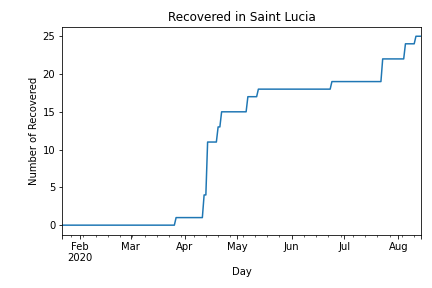 Recovered in Saint Lucia
Number of Recovered
25
20
15
10
5
0
Feb Mar Apr May Jun Jul Aug
2020
Day